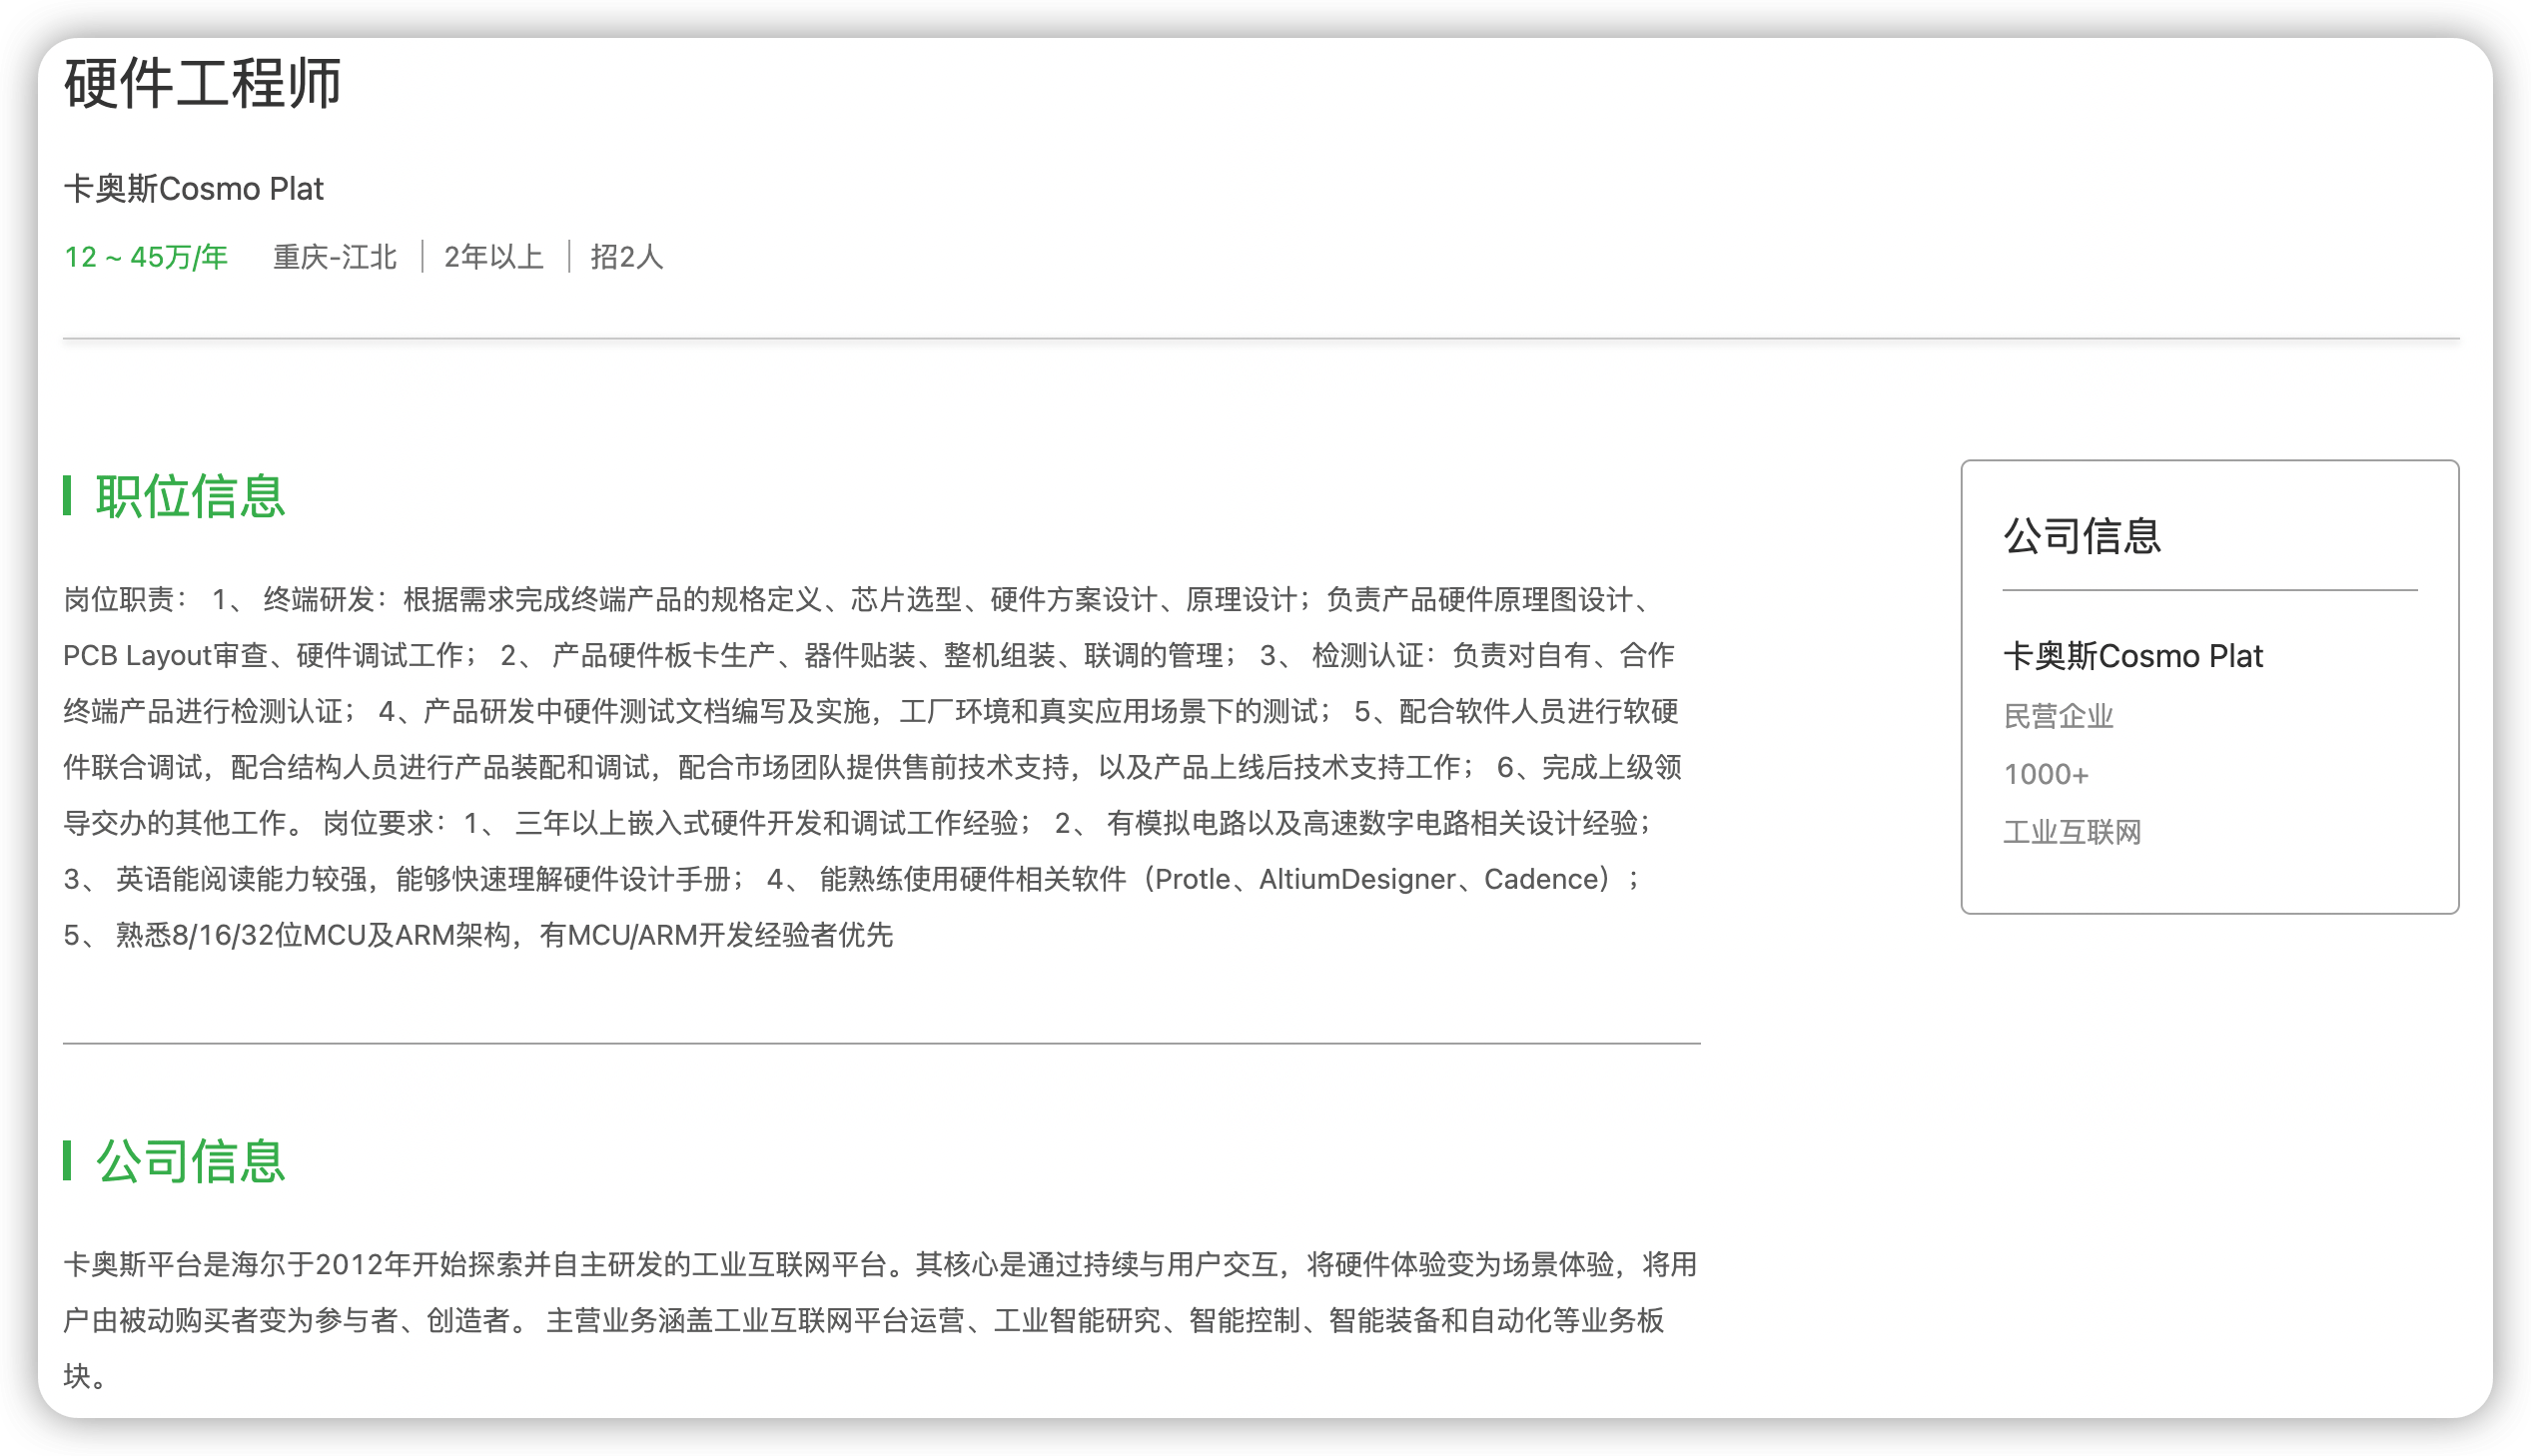 硬件工程师
卡奥斯Cosmo Plat
12 ~ 45万/年 重庆-江北 | 2年以上 | 招2人
职位信息
岗位职责： 1、 终端研发：根据需求完成终端产品的规格定义、芯片选型、硬件方案设计、原理设计；负责产品硬件原理图设计、
PCB Layout审查、硬件调试工作； 2、 产品硬件板卡生产、器件贴装、整机组装、联调的管理； 3、 检测认证：负责对自有、合作
终端产品进行检测认证； 4、产品研发中硬件测试文档编写及实施，工厂环境和真实应用场景下的测试； 5、配合软件人员进行软硬
件联合调试，配合结构人员进行产品装配和调试，配合市场团队提供售前技术支持，以及产品上线后技术支持工作； 6、完成上级领
导交办的其他工作。 岗位要求：1、 三年以上嵌入式硬件开发和调试工作经验； 2、 有模拟电路以及高速数字电路相关设计经验；
3、 英语能阅读能力较强，能够快速理解硬件设计手册； 4、 能熟练使用硬件相关软件（Protle、AltiumDesigner、Cadence）；
5、 熟悉8/16/32位MCU及ARM架构，有MCU/ARM开发经验者优先
公司信息
卡奥斯平台是海尔于2012年开始探索并自主研发的工业互联网平台。其核心是通过持续与用户交互，将硬件体验变为场景体验，将用
户由被动购买者变为参与者、创造者。 主营业务涵盖工业互联网平台运营、工业智能研究、智能控制、智能装备和自动化等业务板
块。
公司信息
卡奥斯Cosmo Plat
民营企业
1000+
工业互联网